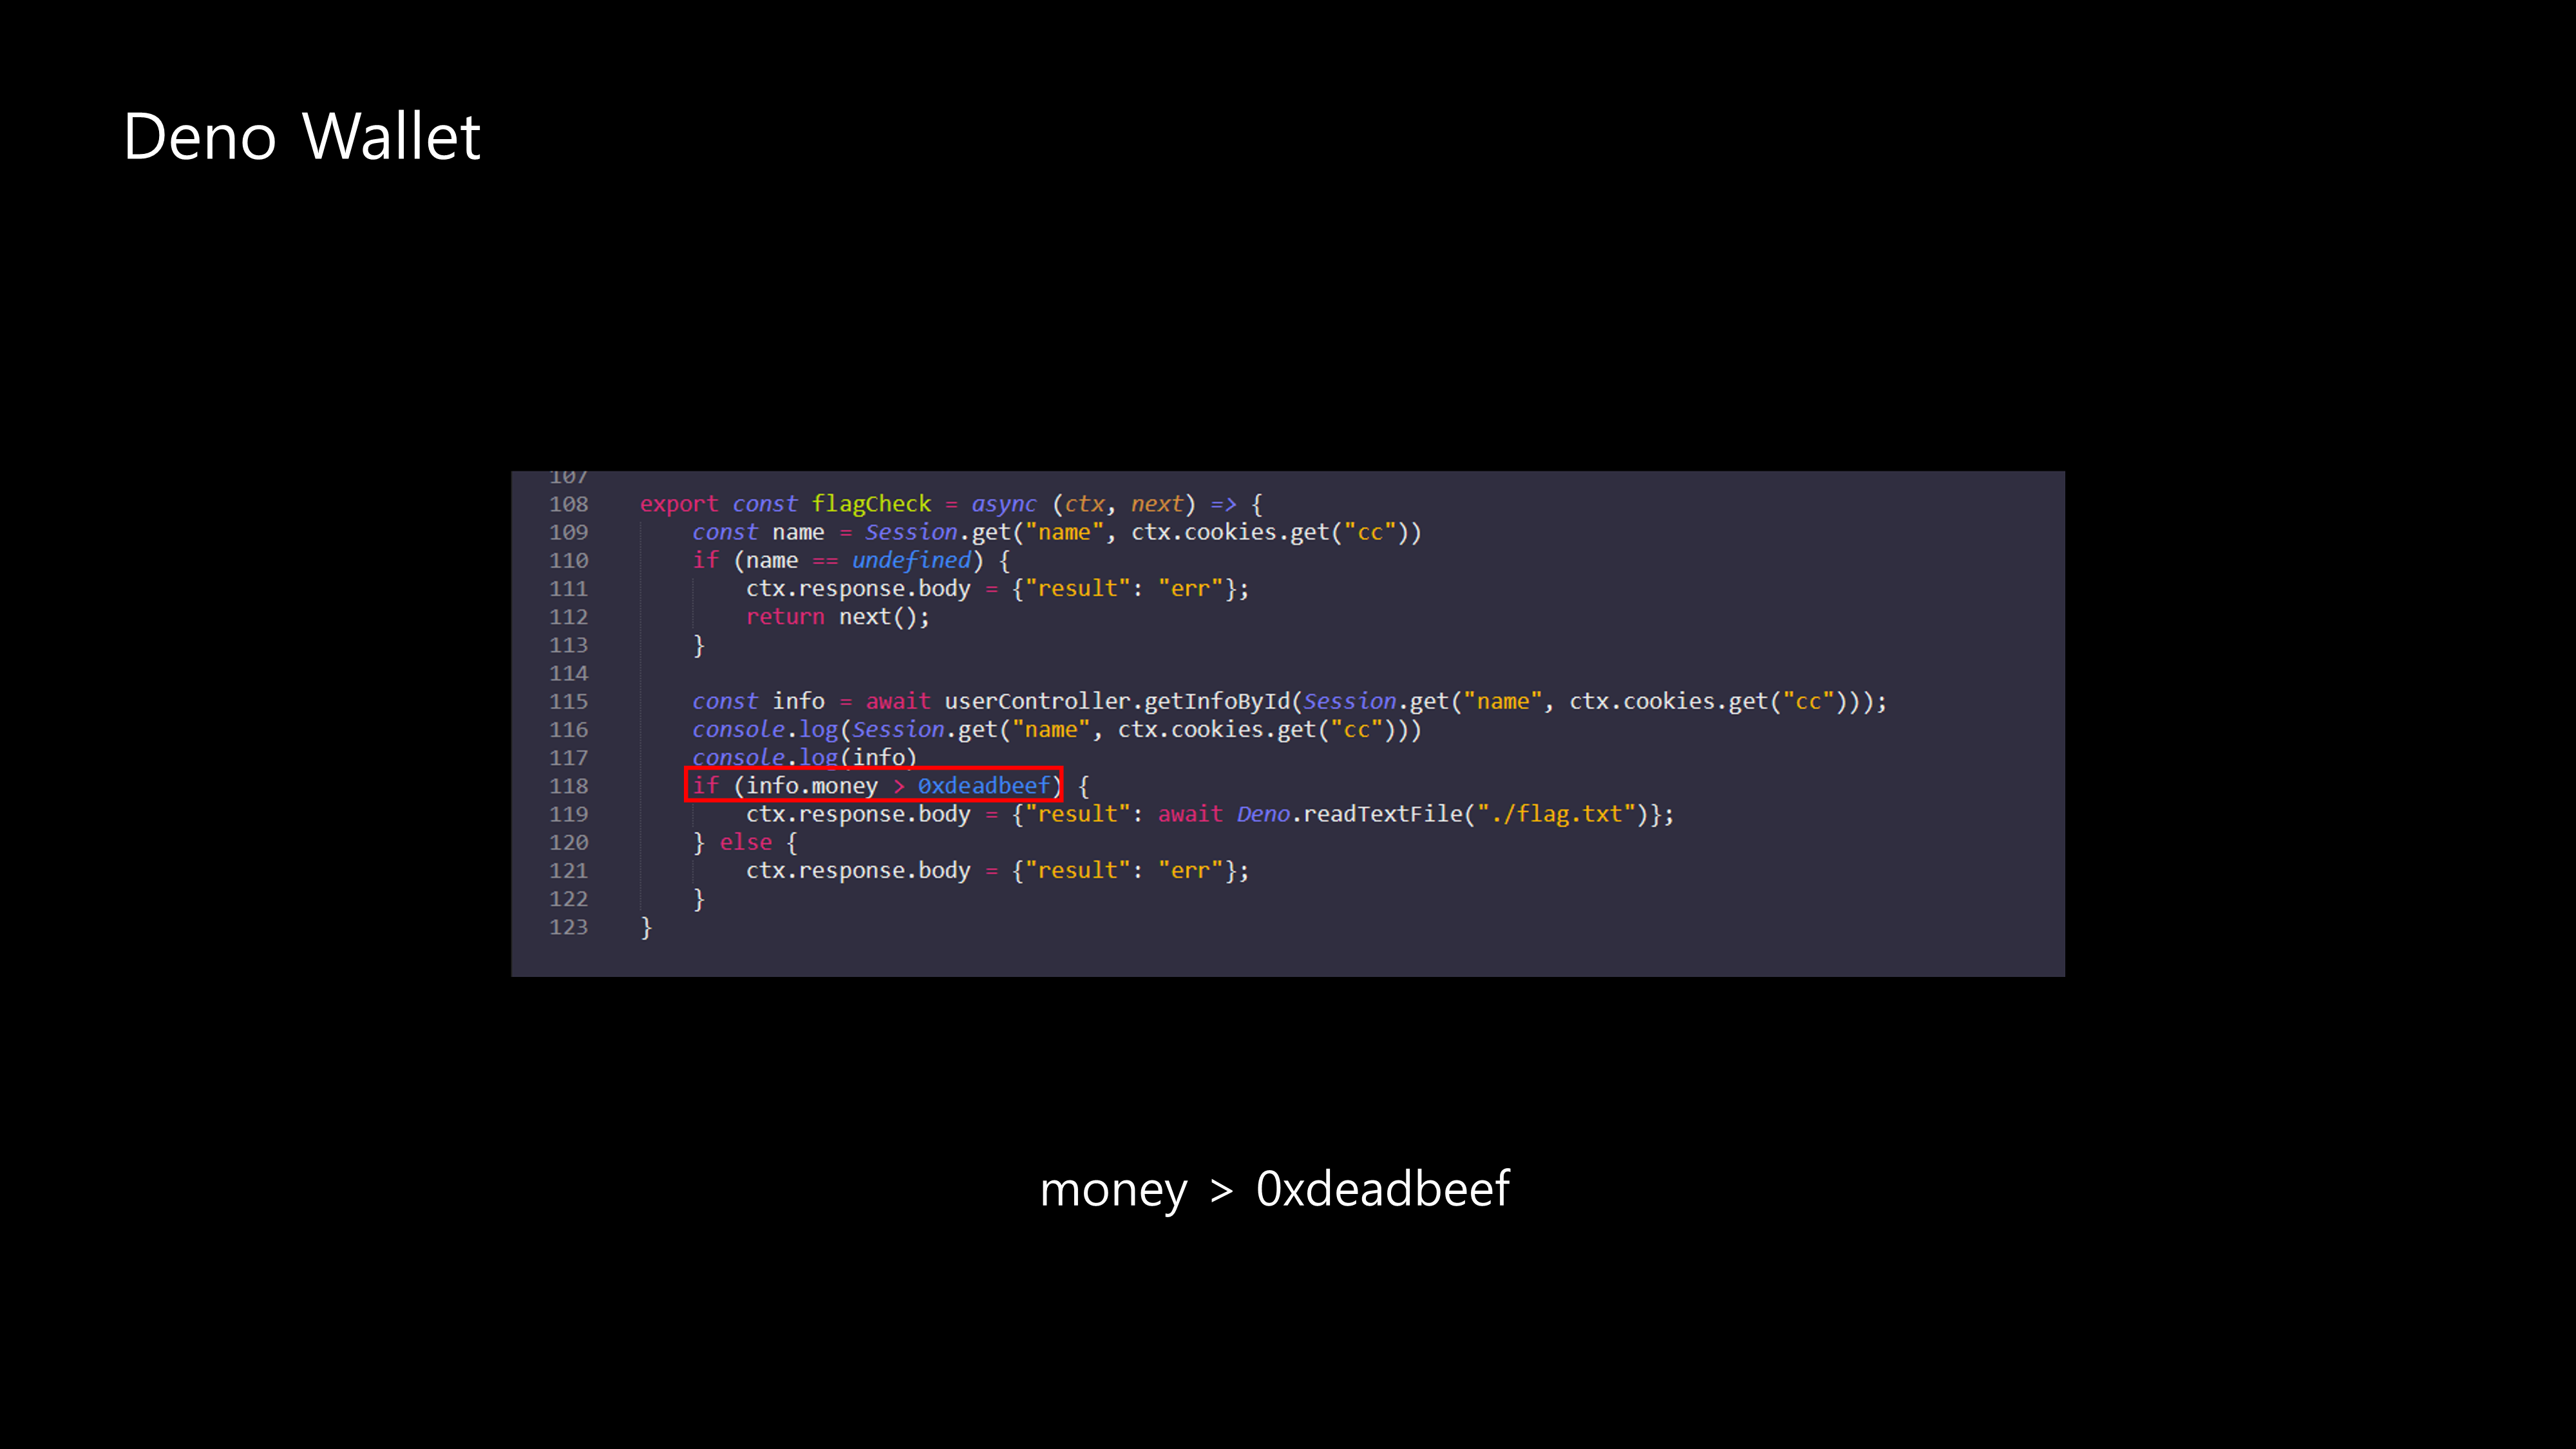 Deno Wallet
107
108 export const flagCheck = async (ctx, next) => {
109 const name = Session.get("name", ctx.cookies.get("cc"))
110 if (name == undefined) {
111 ctx.response.body = {"result": "err"};
112 return next();
113 }
114
115 const info = await userController.getInfoById(Session.get("name", ctx.cookies.get("cc")));
116 console.log(Session.get("name", ctx.cookies.get("cc")))
117 console.log(info)
118 if (info.money > 0xdeadbeef) {
119 ctx.response.body = {"result": await Deno.readTextFile("./flag.txt")};
120 } else {
121 ctx.response.body = {"result": "err"};
122 }
123 }
money > 0xdeadbeef